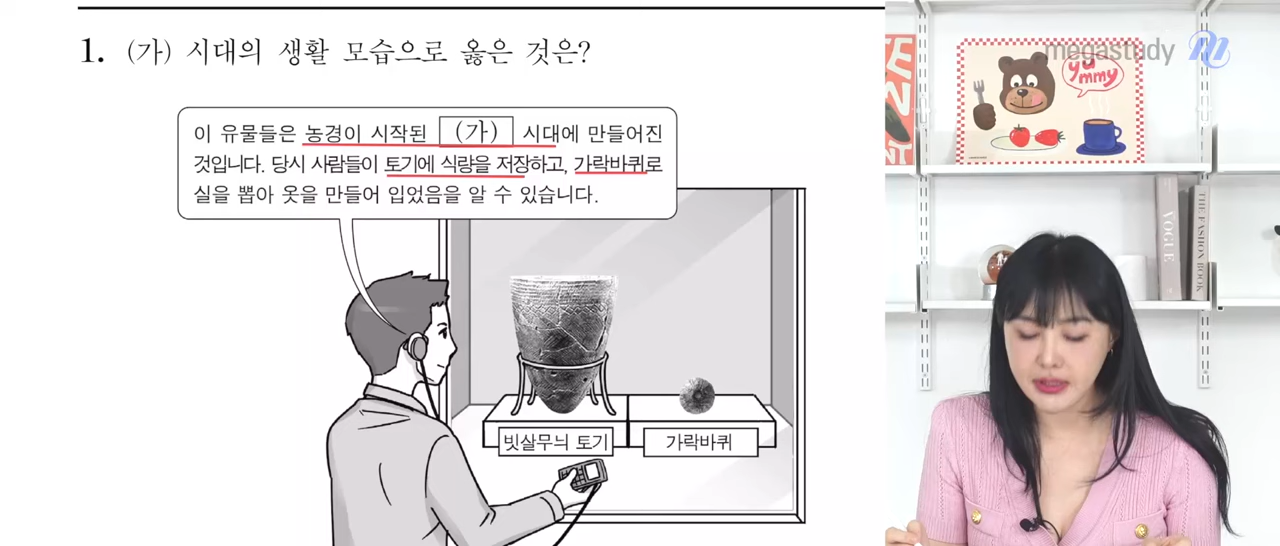 1. (가) 시대의 생활 모습으로 옳은 것은?
이 유물들은 농경이 시작된 (가) 시대에 만들어진
것입니다. 당시 사람들이 토기에 식량을 저장하고, 가락바퀴로
실을 뽑아 옷을 만들어 입었음을 알 수 있습니다.
빗살무늬 토기
가락바퀴
megastudy
yummy
VOGUE
THE FASHION BOOK